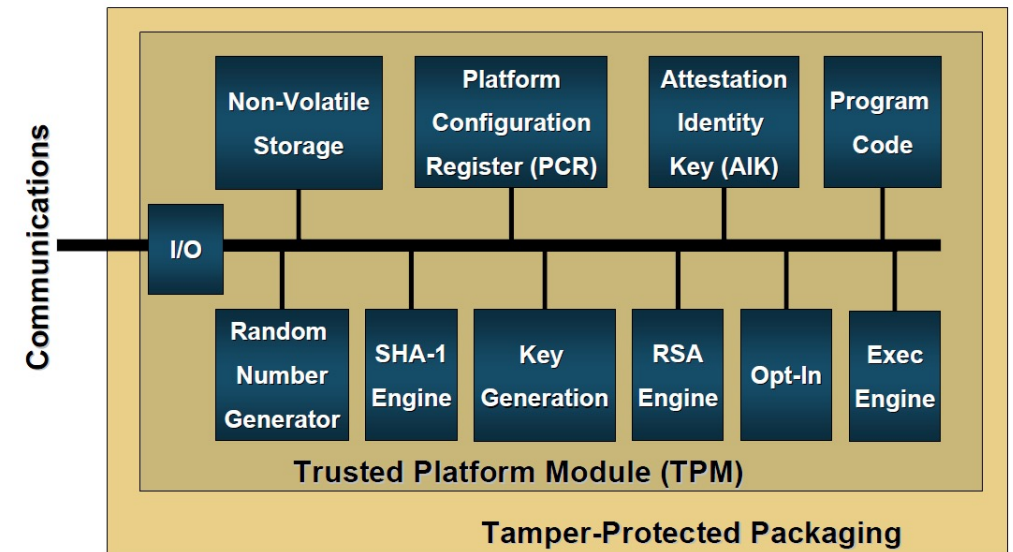 Communications
Non-Volatile
Storage
Platform
Configuration
Register (PCR)
Attestation
Identity
Key (AIK)
Program
Code
I/O
Random
Number
Generator
SHA-1
Engine
Key
Generation
RSA
Engine
Opt-In
Exec
Engine
Trusted Platform Module (TPM)
Tamper-Protected Packaging